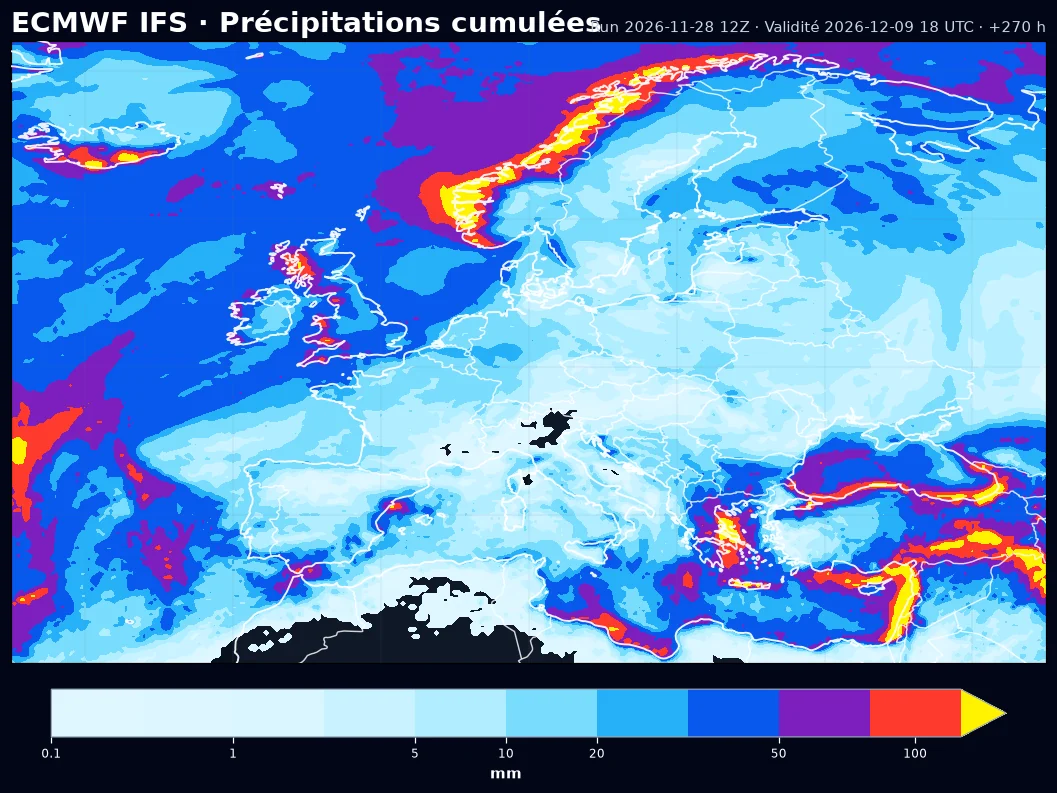 ECMWF IFS · Précipitations cumulées
Run 2026-11-28 12Z · Validité 2026-12-09 18 UTC · +270 h
0.1 1 5 10 20 50 100
mm